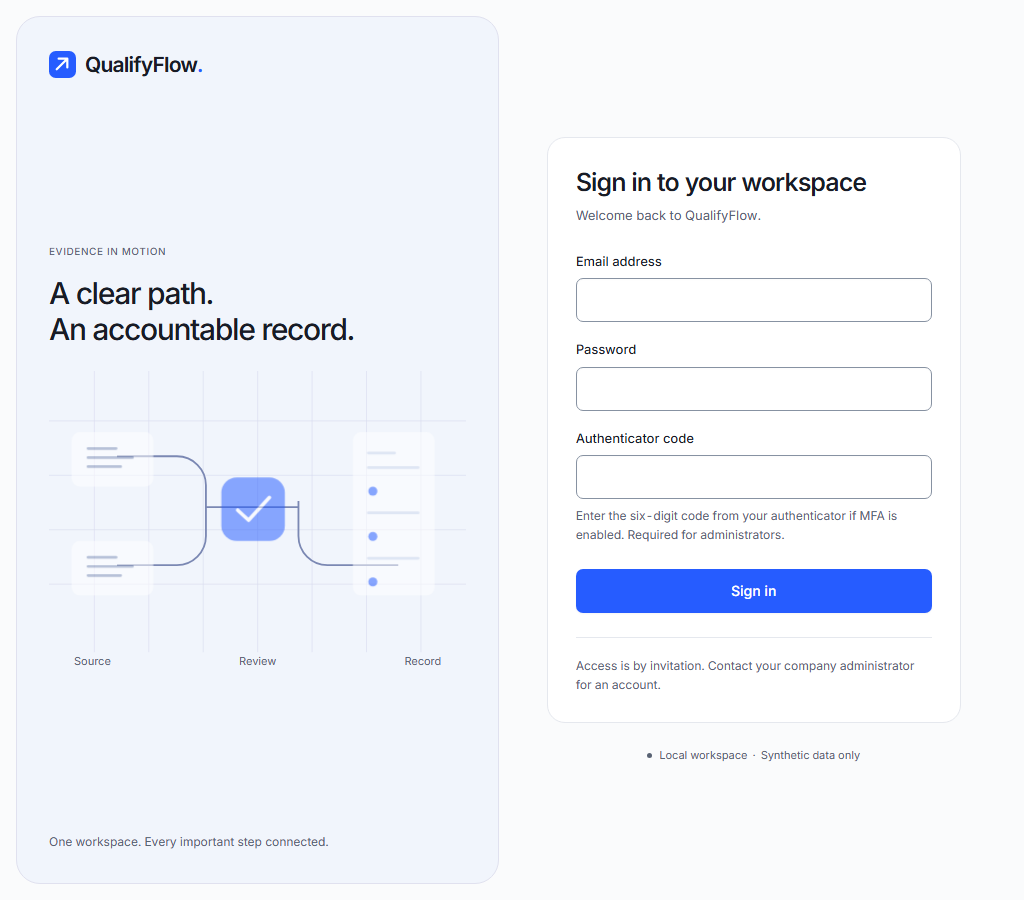 QualifyFlow.
EVIDENCE IN MOTION
A clear path.
An accountable record.
Source
Review
Record
One workspace. Every important step connected.
Sign in to your workspace
Welcome back to QualifyFlow.
Email address
Password
Authenticator code
Enter the six-digit code from your authenticator if MFA is
enabled. Required for administrators.
Sign in
Access is by invitation. Contact your company administrator
for an account.
Local workspace · Synthetic data only